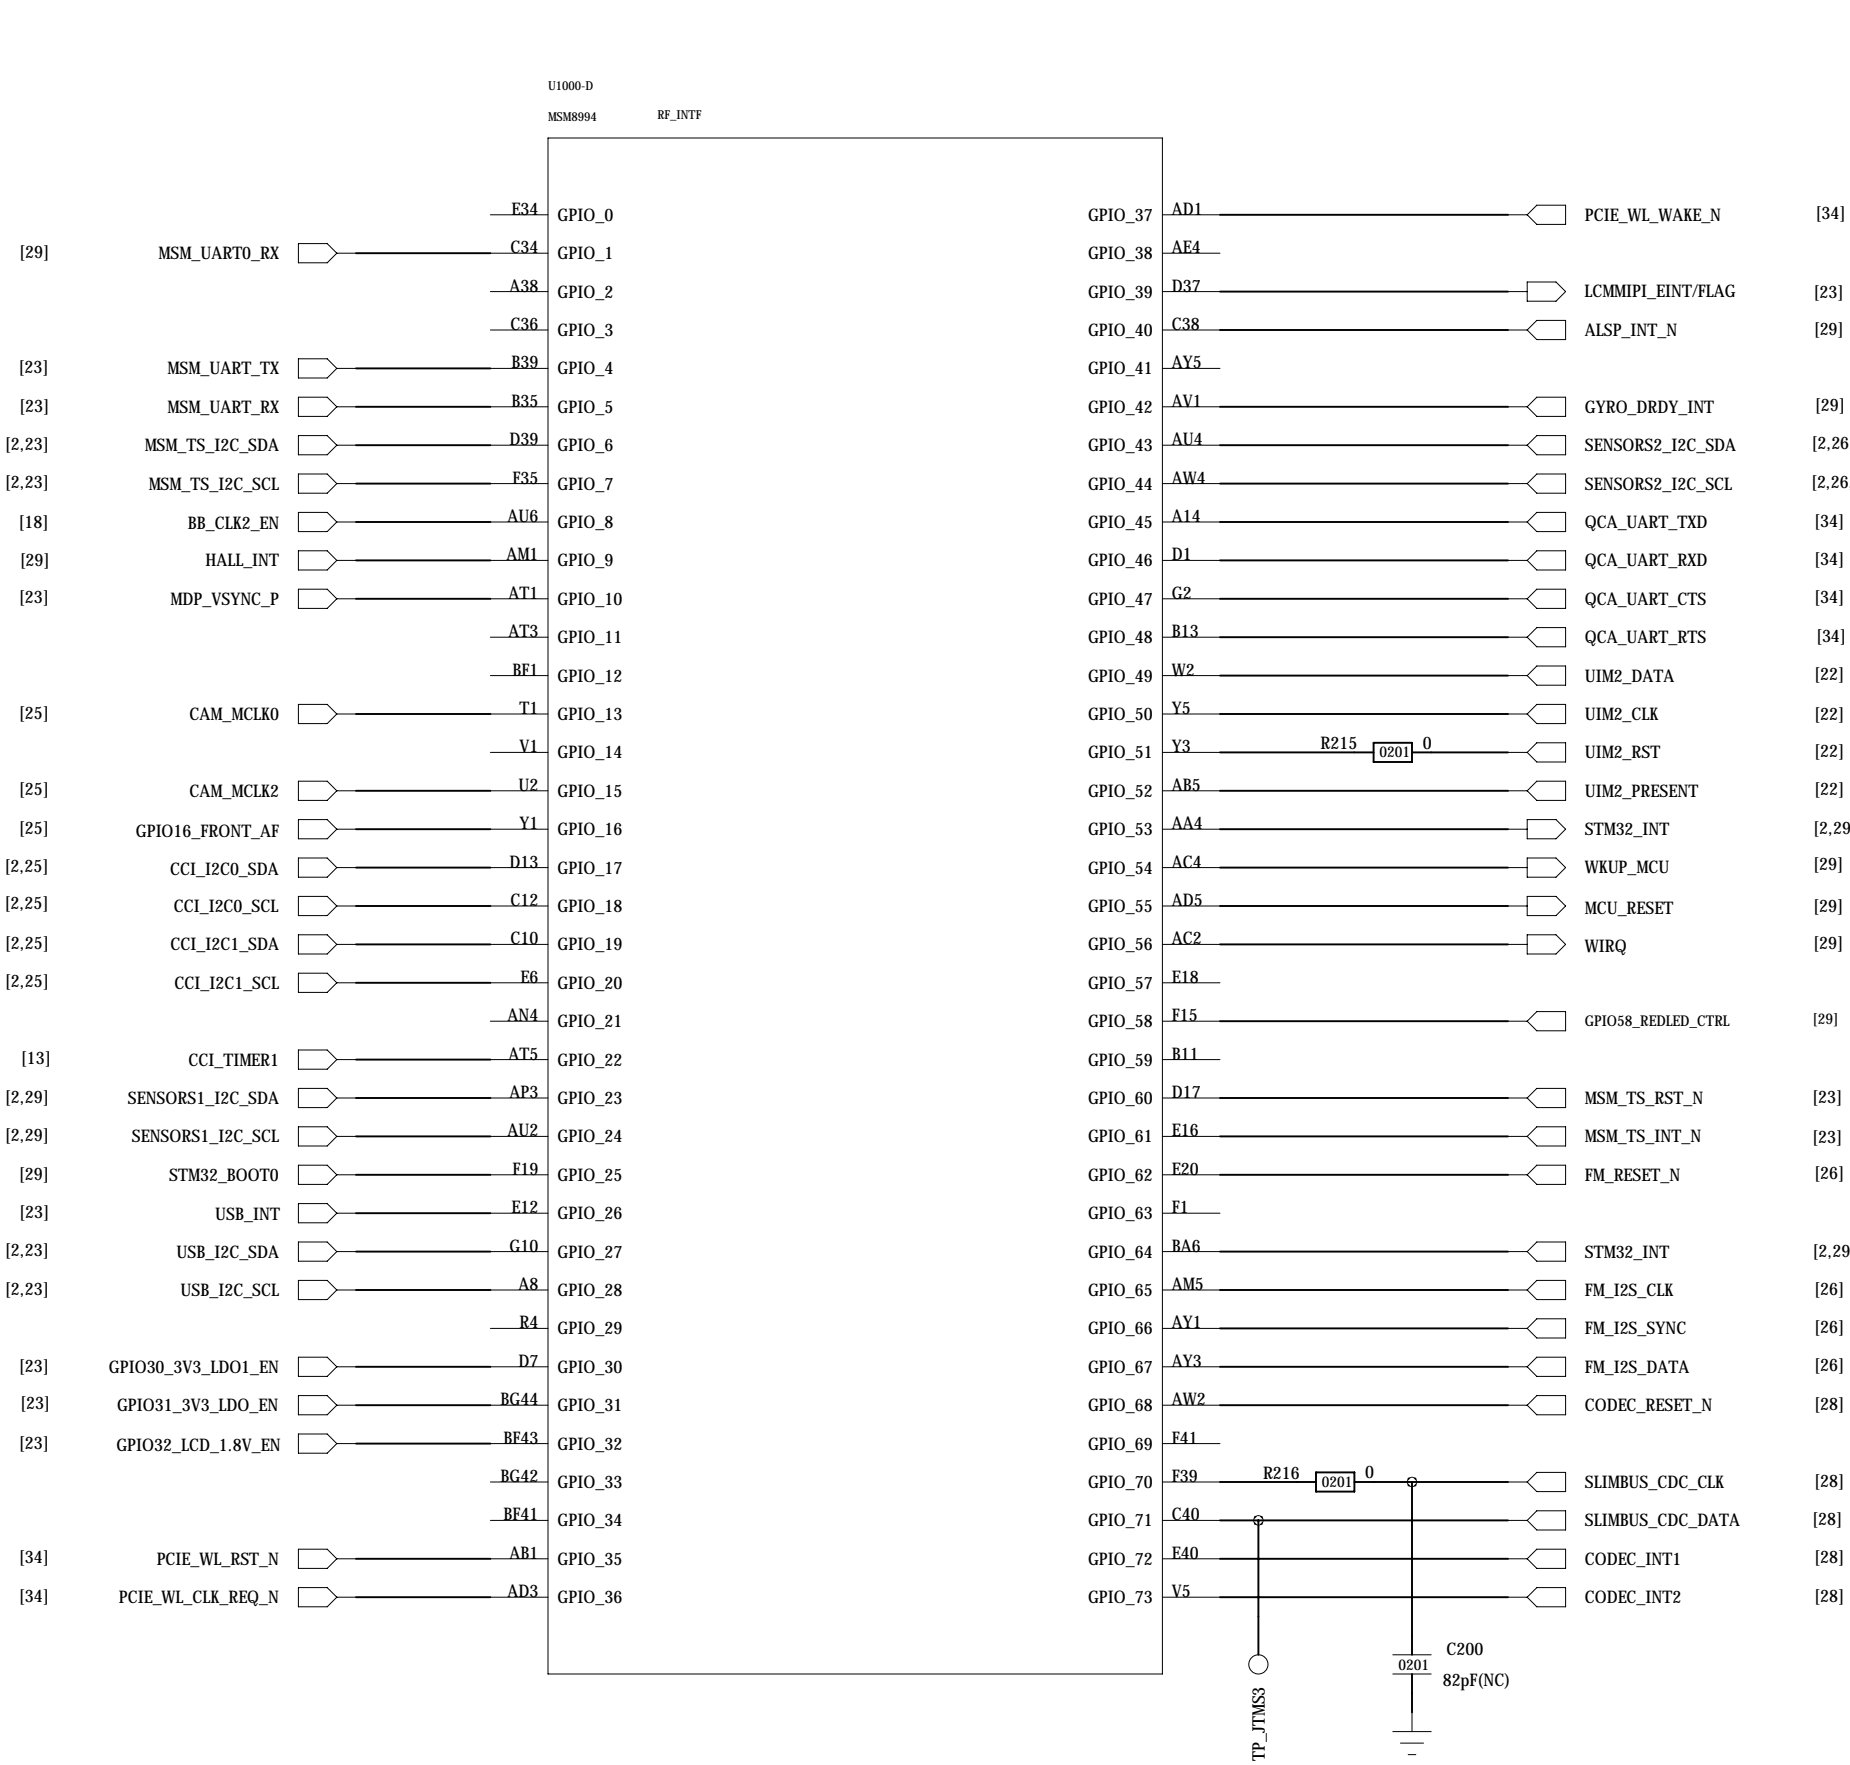 U1000-D
MSM8994 RF_INTF
E34 GPIO_0 GPIO_37 AD1 PCIE_WL_WAKE_N [34]
[29] MSM_UART0_RX C34 GPIO_1 GPIO_38 AE4
A38 GPIO_2 GPIO_39 D37 LCMMIPI_EINT/FLAG [23]
C36 GPIO_3 GPIO_40 C38 ALSP_INT_N [29]
[23] MSM_UART_TX B39 GPIO_4 GPIO_41 AY5
[23] MSM_UART_RX B35 GPIO_5 GPIO_42 AV1 GYRO_DRDY_INT [29]
[2,23] MSM_TS_I2C_SDA D39 GPIO_6 GPIO_43 AU4 SENSORS2_I2C_SDA [2,26
[2,23] MSM_TS_I2C_SCL F35 GPIO_7 GPIO_44 AW4 SENSORS2_I2C_SCL [2,26
[18] BB_CLK2_EN AU6 GPIO_8 GPIO_45 A14 QCA_UART_TXD [34]
[29] HALL_INT AM1 GPIO_9 GPIO_46 D1 QCA_UART_RXD [34]
[23] MDP_VSYNC_P AT1 GPIO_10 GPIO_47 G2 QCA_UART_CTS [34]
AT3 GPIO_11 GPIO_48 B13 QCA_UART_RTS [34]
BF1 GPIO_12 GPIO_49 W2 UIM2_DATA [22]
[25] CAM_MCLK0 T1 GPIO_13 GPIO_50 Y5 UIM2_CLK [22]
V1 GPIO_14 GPIO_51 Y3 R215 0201 0 UIM2_RST [22]
[25] CAM_MCLK2 U2 GPIO_15 GPIO_52 AB5 UIM2_PRESENT [22]
[25] GPIO16_FRONT_AF Y1 GPIO_16 GPIO_53 AA4 STM32_INT [2,29
[2,25] CCI_I2C0_SDA D13 GPIO_17 GPIO_54 AC4 WKUP_MCU [29]
[2,25] CCI_I2C0_SCL C12 GPIO_18 GPIO_55 AD5 MCU_RESET [29]
[2,25] CCI_I2C1_SDA C10 GPIO_19 GPIO_56 AC2 WIRQ [29]
[2,25] CCI_I2C1_SCL E6 GPIO_20 GPIO_57 E18
AN4 GPIO_21 GPIO_58 F15 GPIO58_REDLED_CTRL [29]
[13] CCI_TIMER1 AT5 GPIO_22 GPIO_59 B11
[2,29] SENSORS1_I2C_SDA AP3 GPIO_23 GPIO_60 D17 MSM_TS_RST_N [23]
[2,29] SENSORS1_I2C_SCL AU2 GPIO_24 GPIO_61 E16 MSM_TS_INT_N [23]
[29] STM32_BOOT0 F19 GPIO_25 GPIO_62 E20 FM_RESET_N [26]
[23] USB_INT E12 GPIO_26 GPIO_63 F1
[2,23] USB_I2C_SDA G10 GPIO_27 GPIO_64 BA6 STM32_INT [2,29
[2,23] USB_I2C_SCL A8 GPIO_28 GPIO_65 AM5 FM_I2S_CLK [26]
R4 GPIO_29 GPIO_66 AY1 FM_I2S_SYNC [26]
[23] GPIO30_3V3_LDO1_EN D7 GPIO_30 GPIO_67 AY3 FM_I2S_DATA [26]
[23] GPIO31_3V3_LDO_EN BG44 GPIO_31 GPIO_68 AW2 CODEC_RESET_N [28]
[23] GPIO32_LCD_1.8V_EN BF43 GPIO_32 GPIO_69 F41
BG42 GPIO_33 GPIO_70 F39 R216 0201 0 SLIMBUS_CDC_CLK [28]
BF41 GPIO_34 GPIO_71 C40 SLIMBUS_CDC_DATA [28]
[34] PCIE_WL_RST_N AB1 GPIO_35 GPIO_72 E40 CODEC_INT1 [28]
[34] PCIE_WL_CLK_REQ_N AD3 GPIO_36 GPIO_73 V5 CODEC_INT2 [28]
C200
0201
82pF(NC)
TP_JTMS3